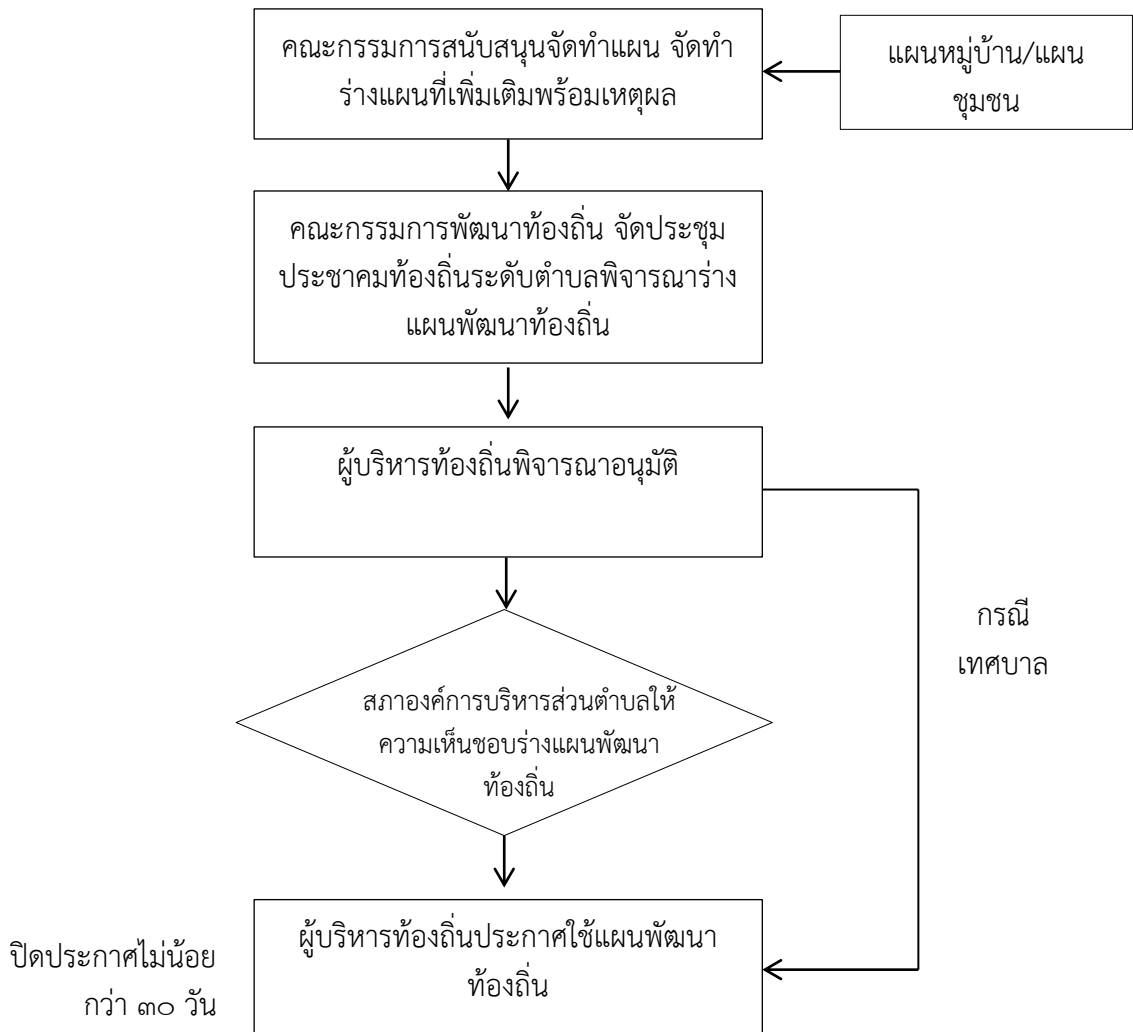 คณะกรรมการสนับสนุนจัดทำแผน จัดทำ
ร่างแผนที่เพิ่มเติมพร้อมเหตุผล
แผนหมู่บ้าน/แผน
ชุมชน
คณะกรรมการพัฒนาท้องถิ่น จัดประชุม
ประชาคมท้องถิ่นระดับตำบลพิจารณาร่าง
แผนพัฒนาท้องถิ่น
ผู้บริหารท้องถิ่นพิจารณาอนุมัติ
กรณี
เทศบาล
สภาองค์การบริหารส่วนตำบลให้
ความเห็นชอบร่างแผนพัฒนา
ท้องถิ่น
ผู้บริหารท้องถิ่นประกาศใช้แผนพัฒนา
ท้องถิ่น
ปิดประกาศไม่น้อย
กว่า ๓๐ วัน